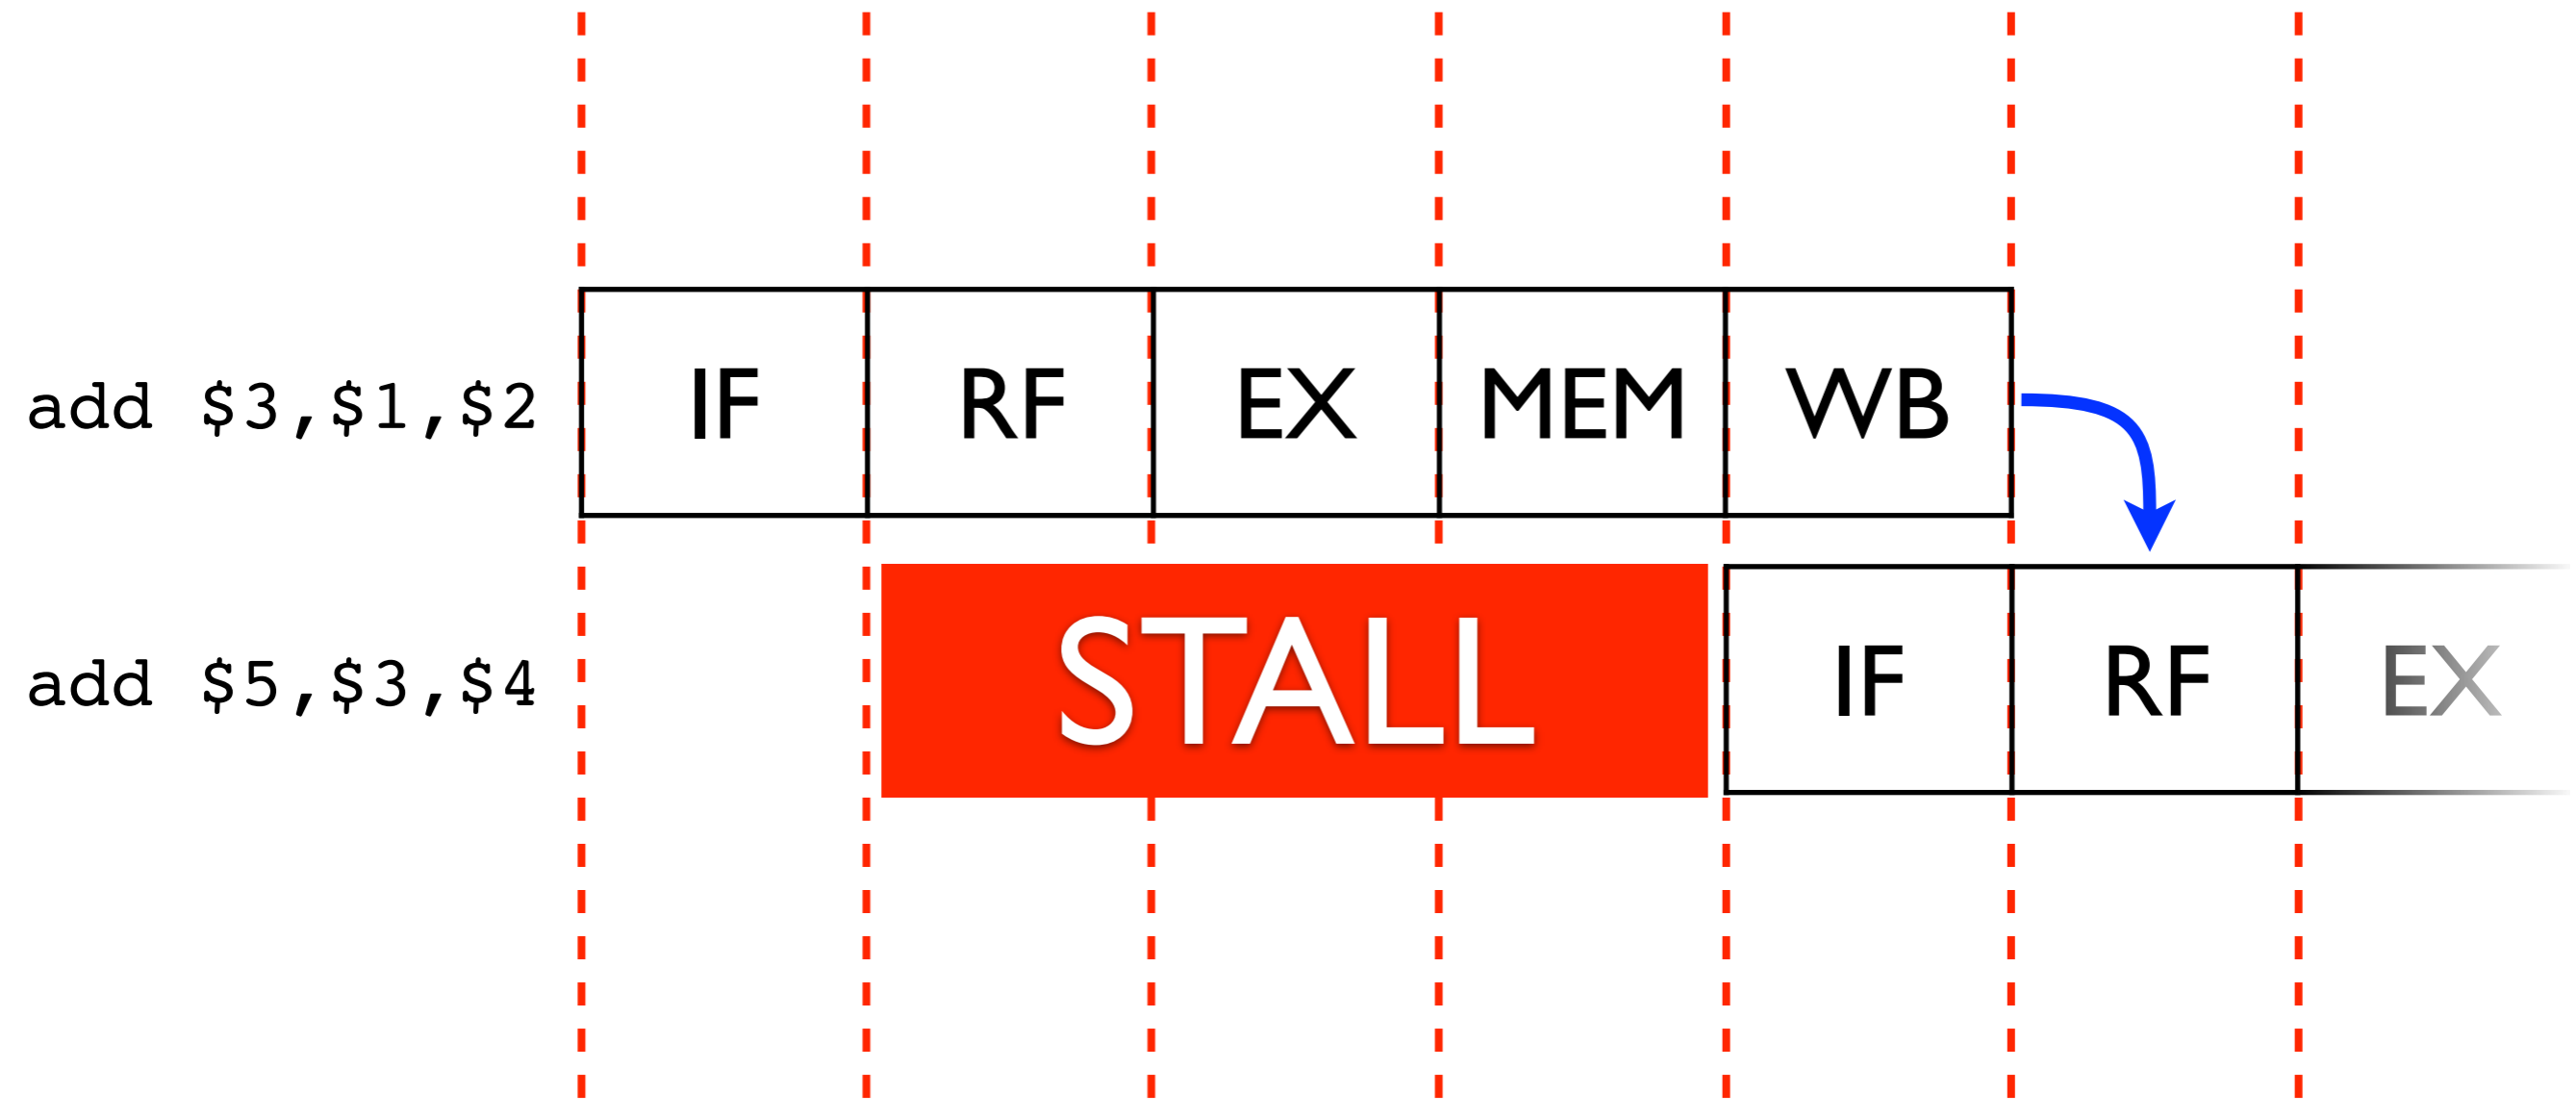 add $3,$1,$2 IF RF EX MEM WB
add $5,$3,$4 STALL IF RF EX